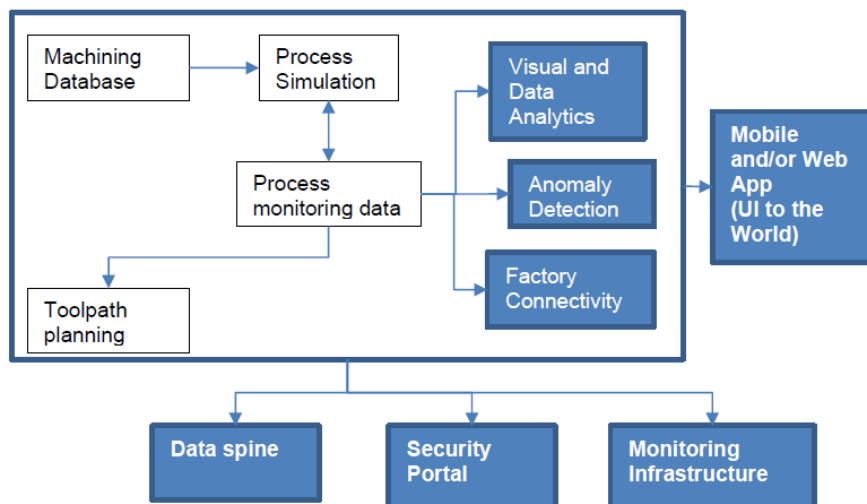 Machining
Database
Process
Simulation
Visual and
Data
Analytics
Mobile
and/or Web
App
(UI to the
World)
Process
monitoring data
Anomaly
Detection
Toolpath
planning
Factory
Connectivity
Data spine
Security
Portal
Monitoring
Infrastructure